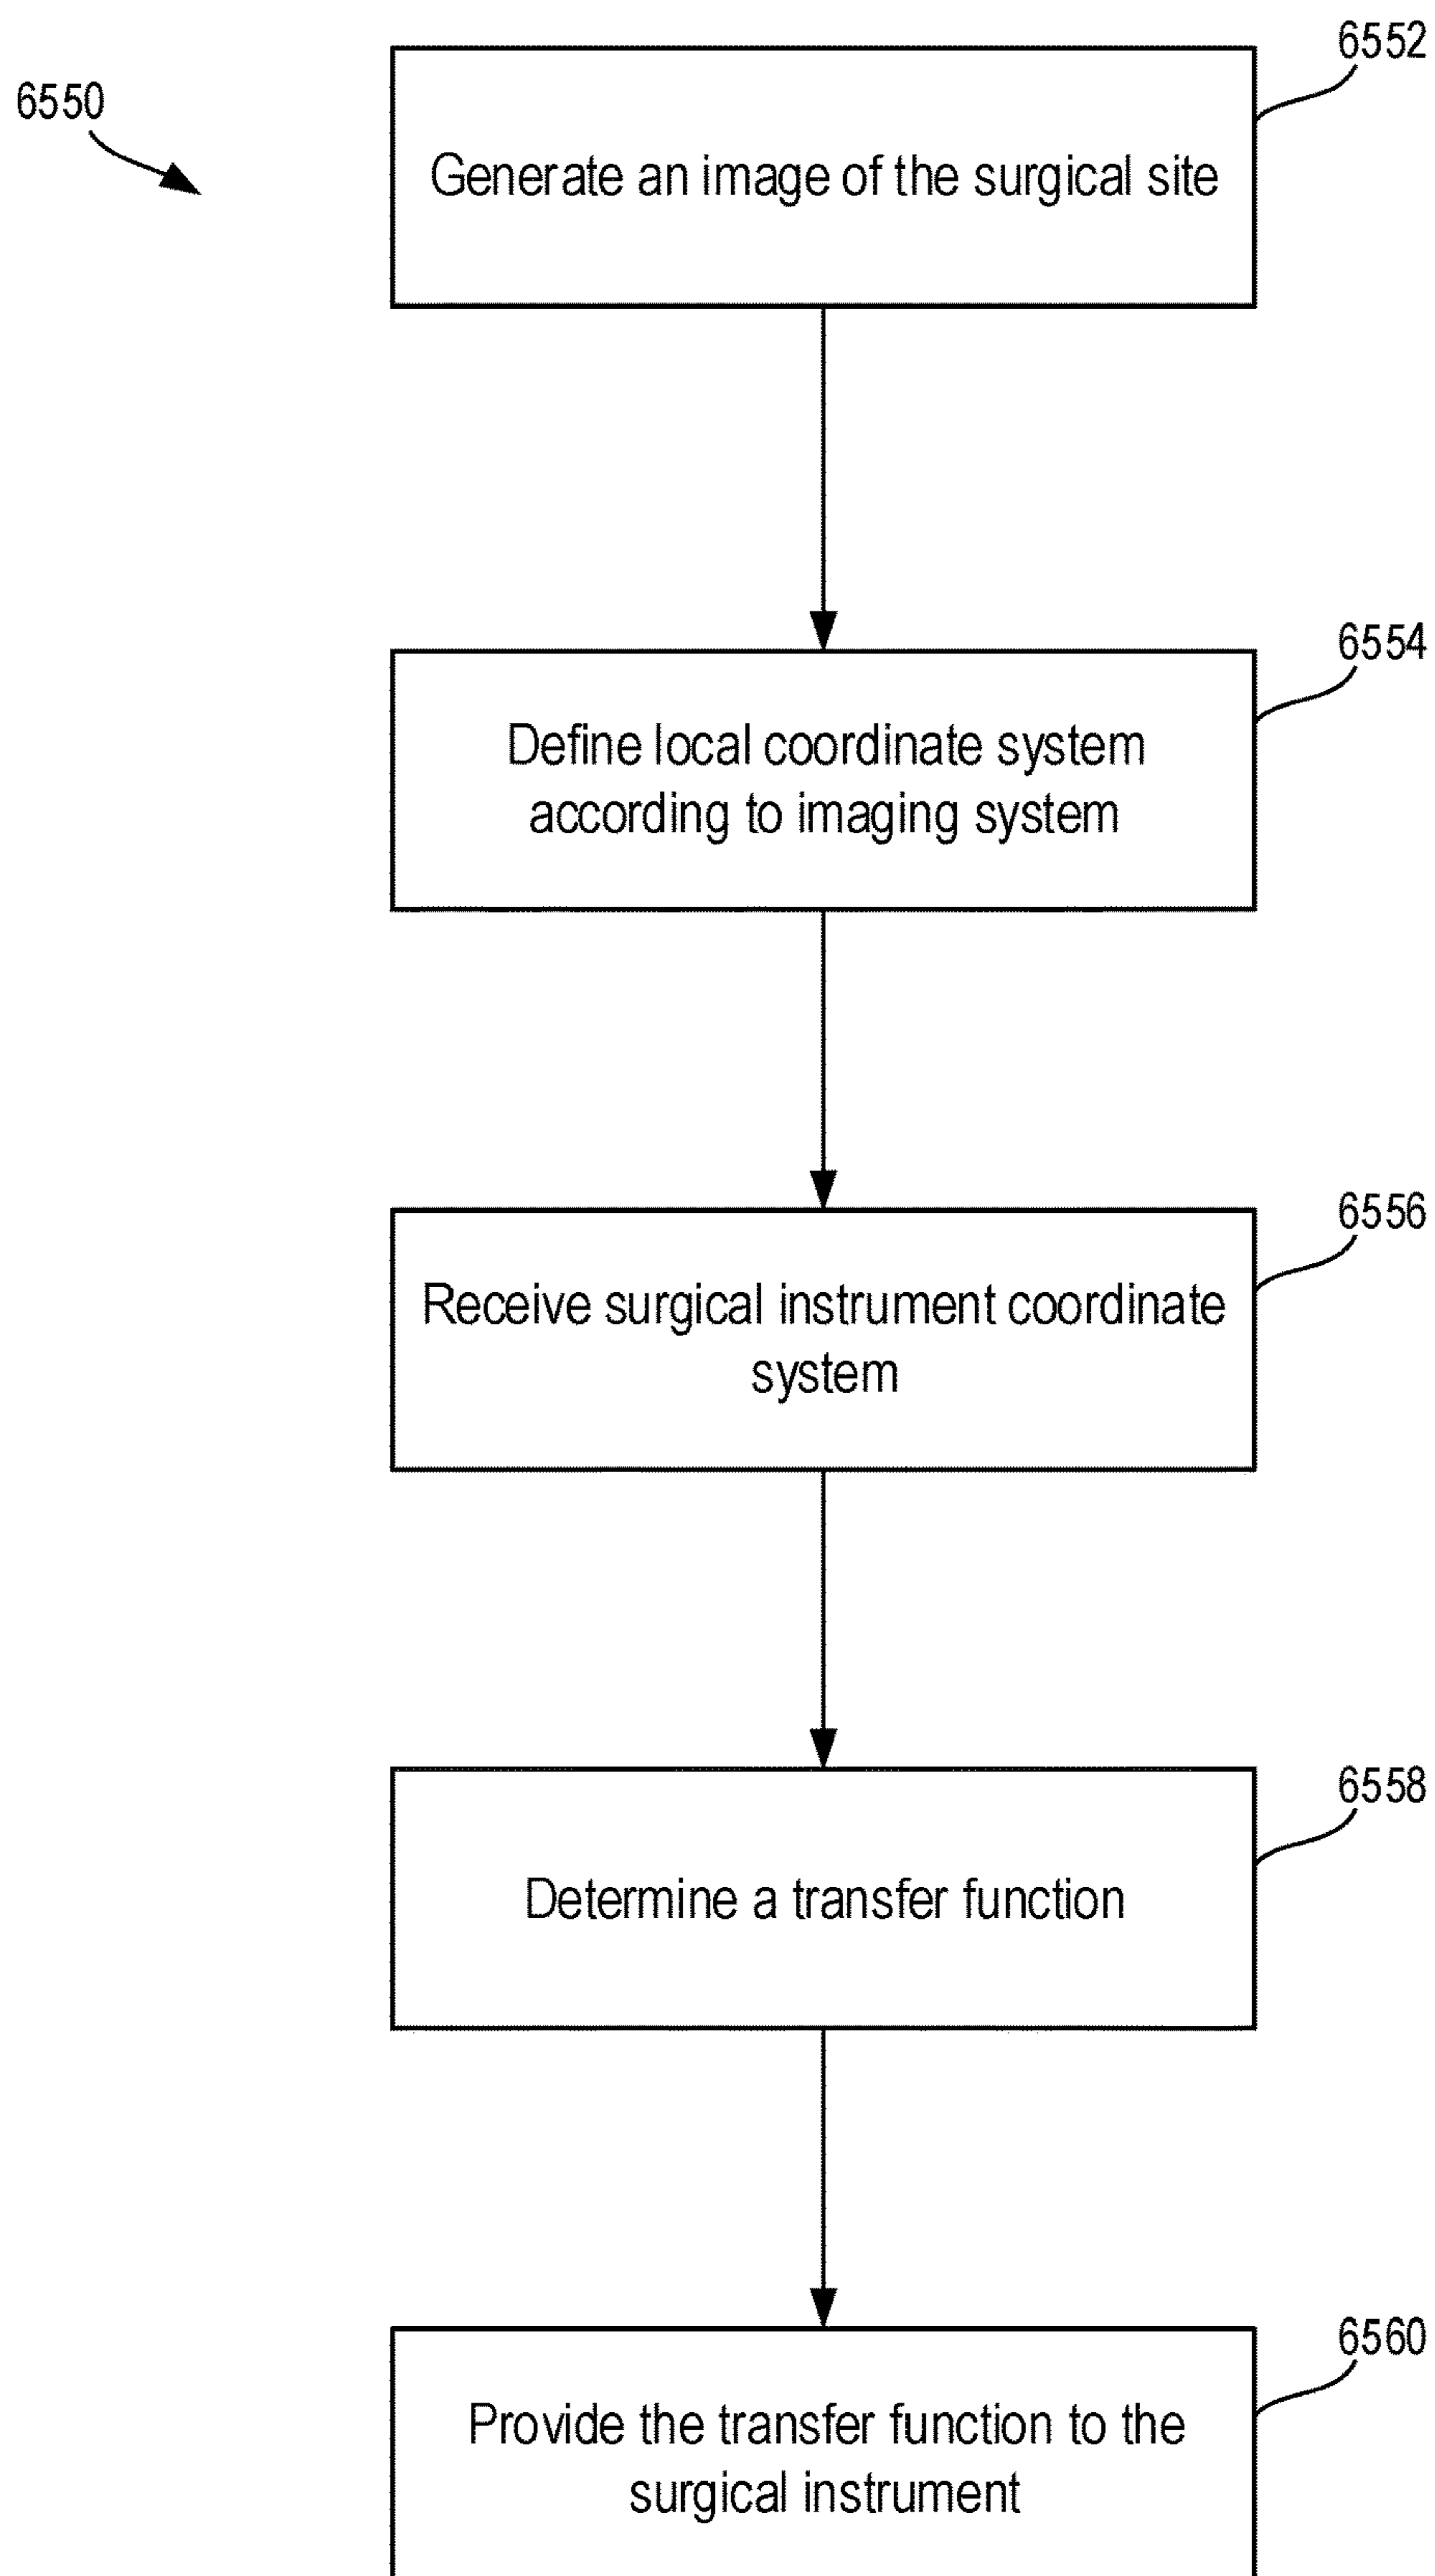 6552
6550
Generate an image of the surgical site
6554
Define local coordinate system
according to imaging system
6556
Receive surgical instrument coordinate
system
6558
Determine a transfer function
6560
Provide the transfer function to the
surgical instrument